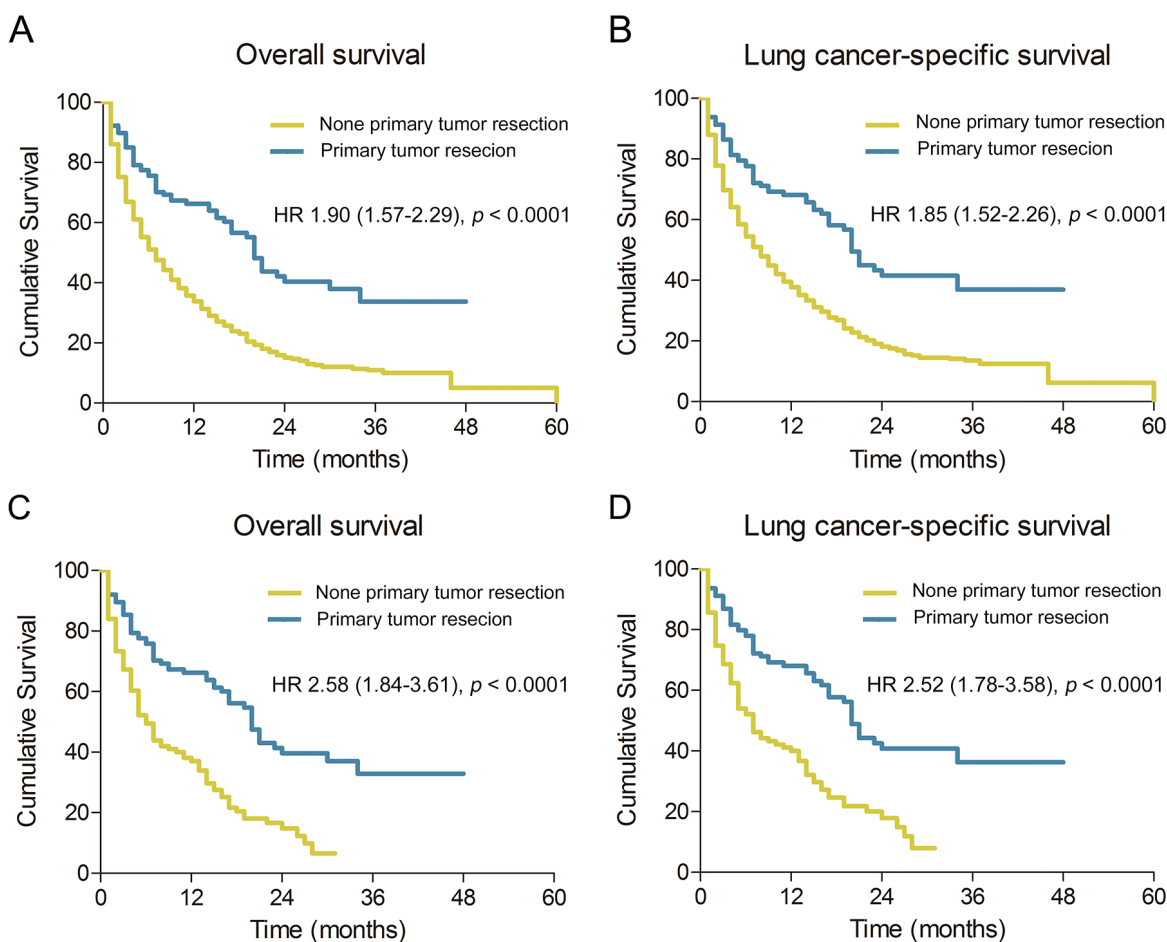 A
Overall survival
None primary tumor resection
Primary tumor resecion
HR 1.90 (1.57-2.29), p < 0.0001
Cumulative Survival
100
80
60
40
20
0
0 12 24 36 48 60
Time (months)
B
Lung cancer-specific survival
None primary tumor resection
Primary tumor resecion
HR 1.85 (1.52-2.26), p < 0.0001
Cumulative Survival
100
80
60
40
20
0
0 12 24 36 48 60
Time (months)
C
Overall survival
None primary tumor resection
Primary tumor resecion
HR 2.58 (1.84-3.61), p < 0.0001
Cumulative Survival
100
80
60
40
20
0
0 12 24 36 48 60
Time (months)
D
Lung cancer-specific survival
None primary tumor resection
Primary tumor resecion
HR 2.52 (1.78-3.58), p < 0.0001
Cumulative Survival
100
80
60
40
20
0
0 12 24 36 48 60
Time (months)